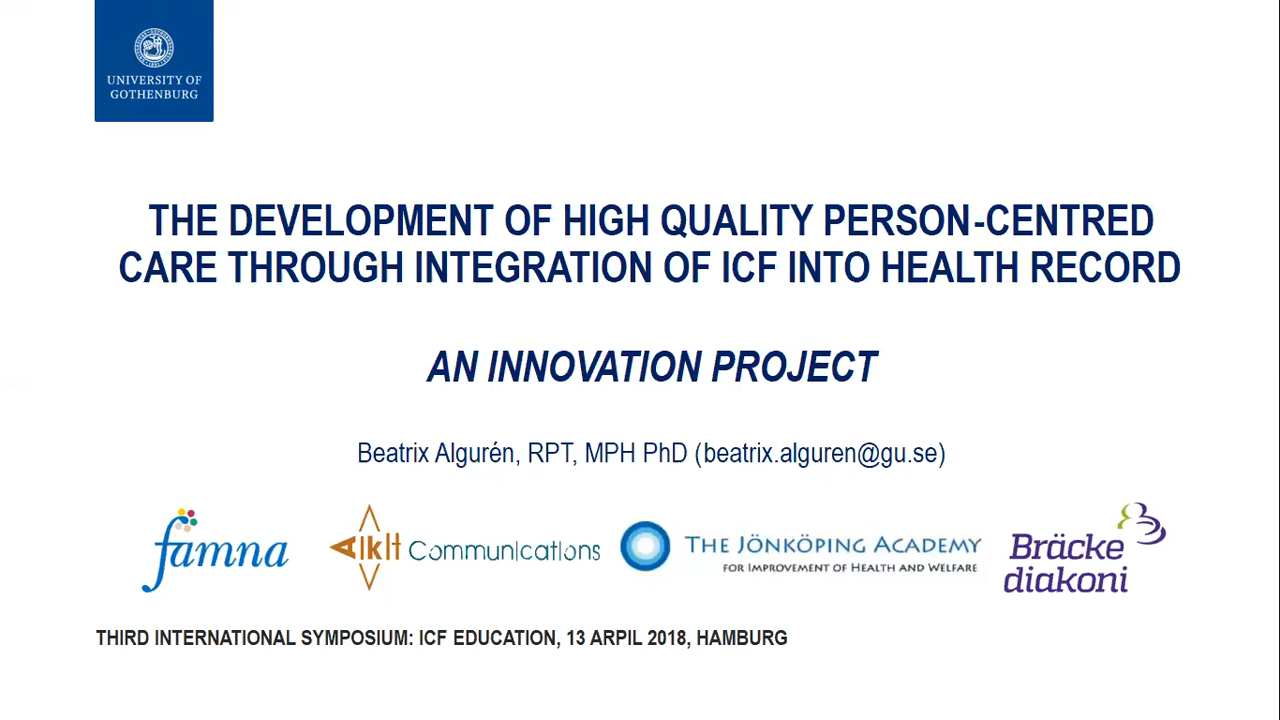 UNIVERSITY OF
GOTHENBURG
THE DEVELOPMENT OF HIGH QUALITY PERSON-CENTRED
CARE THROUGH INTEGRATION OF ICF INTO HEALTH RECORD
AN INNOVATION PROJECT
Beatrix Algurén, RPT, MPH PhD (beatrix.alguren@gu.se)
famna
AlkIt Communications
THE JÖNKÖPING ACADEMY
FOR IMPROVEMENT OF HEALTH AND WELFARE
Bräcke
diakoni
THIRD INTERNATIONAL SYMPOSIUM: ICF EDUCATION, 13 ARPIL 2018, HAMBURG